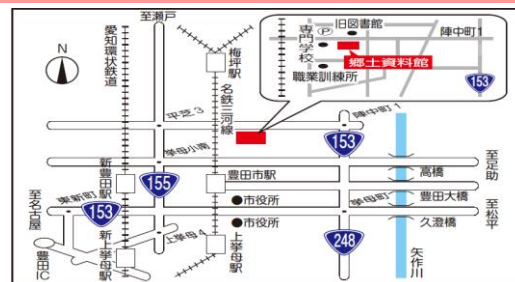 至瀬戸
旧図書館
陣中町1
専門学校
P
郷土資料館
職業訓練所
153
N
愛知環状鉄道
梅坪駅
名鉄三河線
平芝3
陣中町1
153
挙母小南
至足助
新豊田駅
155
豊田市駅
高橋
至名古屋
東新町
153
●市役所
挙母町
豊田大橋
至松平
●市役所
久澄橋
新上挙母駅
上挙母4
上挙母駅
248
矢作川
豊田IC